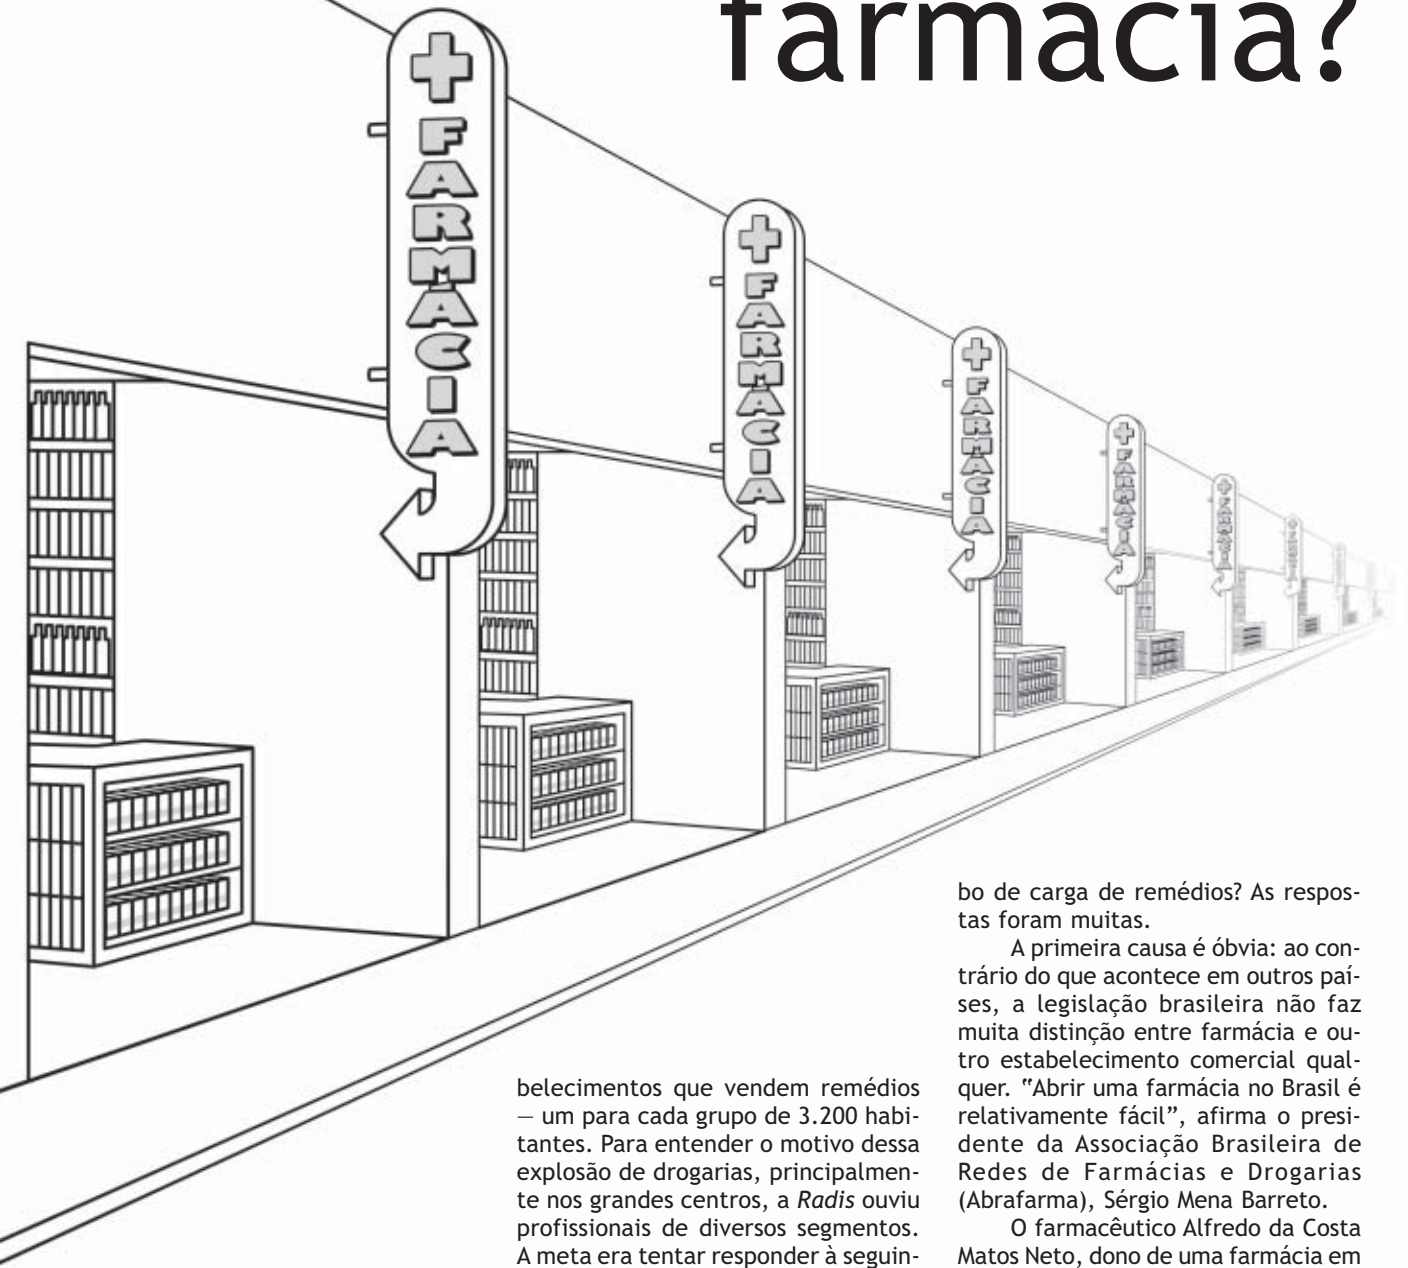 farmácia?
FARMÁCIA
FARMÁCIA
FARMÁCIA
FARMÁCIA
FARMÁCIA
belecimentos que vendem remédios
— um para cada grupo de 3.200 habi-
tantes. Para entender o motivo dessa
explosão de drogarias, principalmen-
te nos grandes centros, a Radis ouviu
profissionais de diversos segmentos.
A meta era tentar responder à seguin-
bo de carga de remédios? As respos-
tas foram muitas.
A primeira causa é óbvia: ao con-
trário do que acontece em outros paí-
ses, a legislação brasileira não faz
muita distinção entre farmácia e ou-
tro estabelecimento comercial qual-
quer. “Abrir uma farmácia no Brasil é
relativamente fácil”, afirma o presi-
dente da Associação Brasileira de
Redes de Farmácias e Drogarias
(Abrafarma), Sérgio Mena Barreto.
O farmacêutico Alfredo da Costa
Matos Neto, dono de uma farmácia em